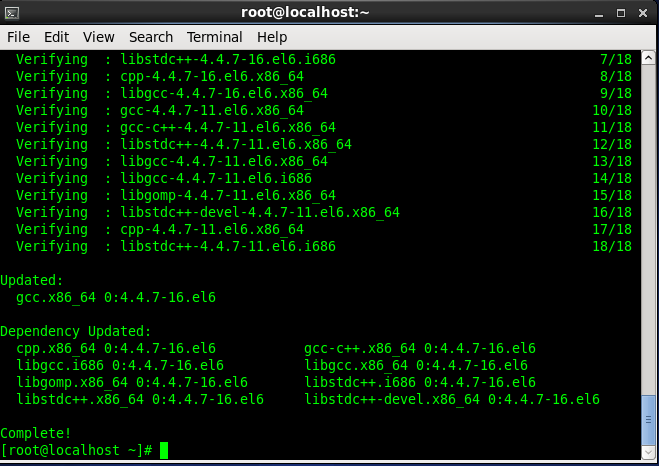 root@localhost:~
File Edit View Search Terminal Help
Verifying : libstdc++-4.4.7-16.el6.i686 7/18
Verifying : cpp-4.4.7-16.el6.x86_64 8/18
Verifying : libgcc-4.4.7-16.el6.x86_64 9/18
Verifying : gcc-4.4.7-11.el6.x86_64 10/18
Verifying : gcc-c++-4.4.7-11.el6.x86_64 11/18
Verifying : libstdc++-4.4.7-11.el6.x86_64 12/18
Verifying : libgcc-4.4.7-11.el6.x86_64 13/18
Verifying : libgcc-4.4.7-11.el6.i686 14/18
Verifying : libgomp-4.4.7-11.el6.x86_64 15/18
Verifying : libstdc++-devel-4.4.7-11.el6.x86_64 16/18
Verifying : cpp-4.4.7-11.el6.x86_64 17/18
Verifying : libstdc++-4.4.7-11.el6.i686 18/18
Updated:
gcc.x86_64 0:4.4.7-16.el6
Dependency Updated:
cpp.x86_64 0:4.4.7-16.el6 gcc-c++.x86_64 0:4.4.7-16.el6
libgcc.i686 0:4.4.7-16.el6 libgcc.x86_64 0:4.4.7-16.el6
libgomp.x86_64 0:4.4.7-16.el6 libstdc++.i686 0:4.4.7-16.el6
libstdc++.x86_64 0:4.4.7-16.el6 libstdc++-devel.x86_64 0:4.4.7-16.el6
Complete!
[root@localhost ~]#